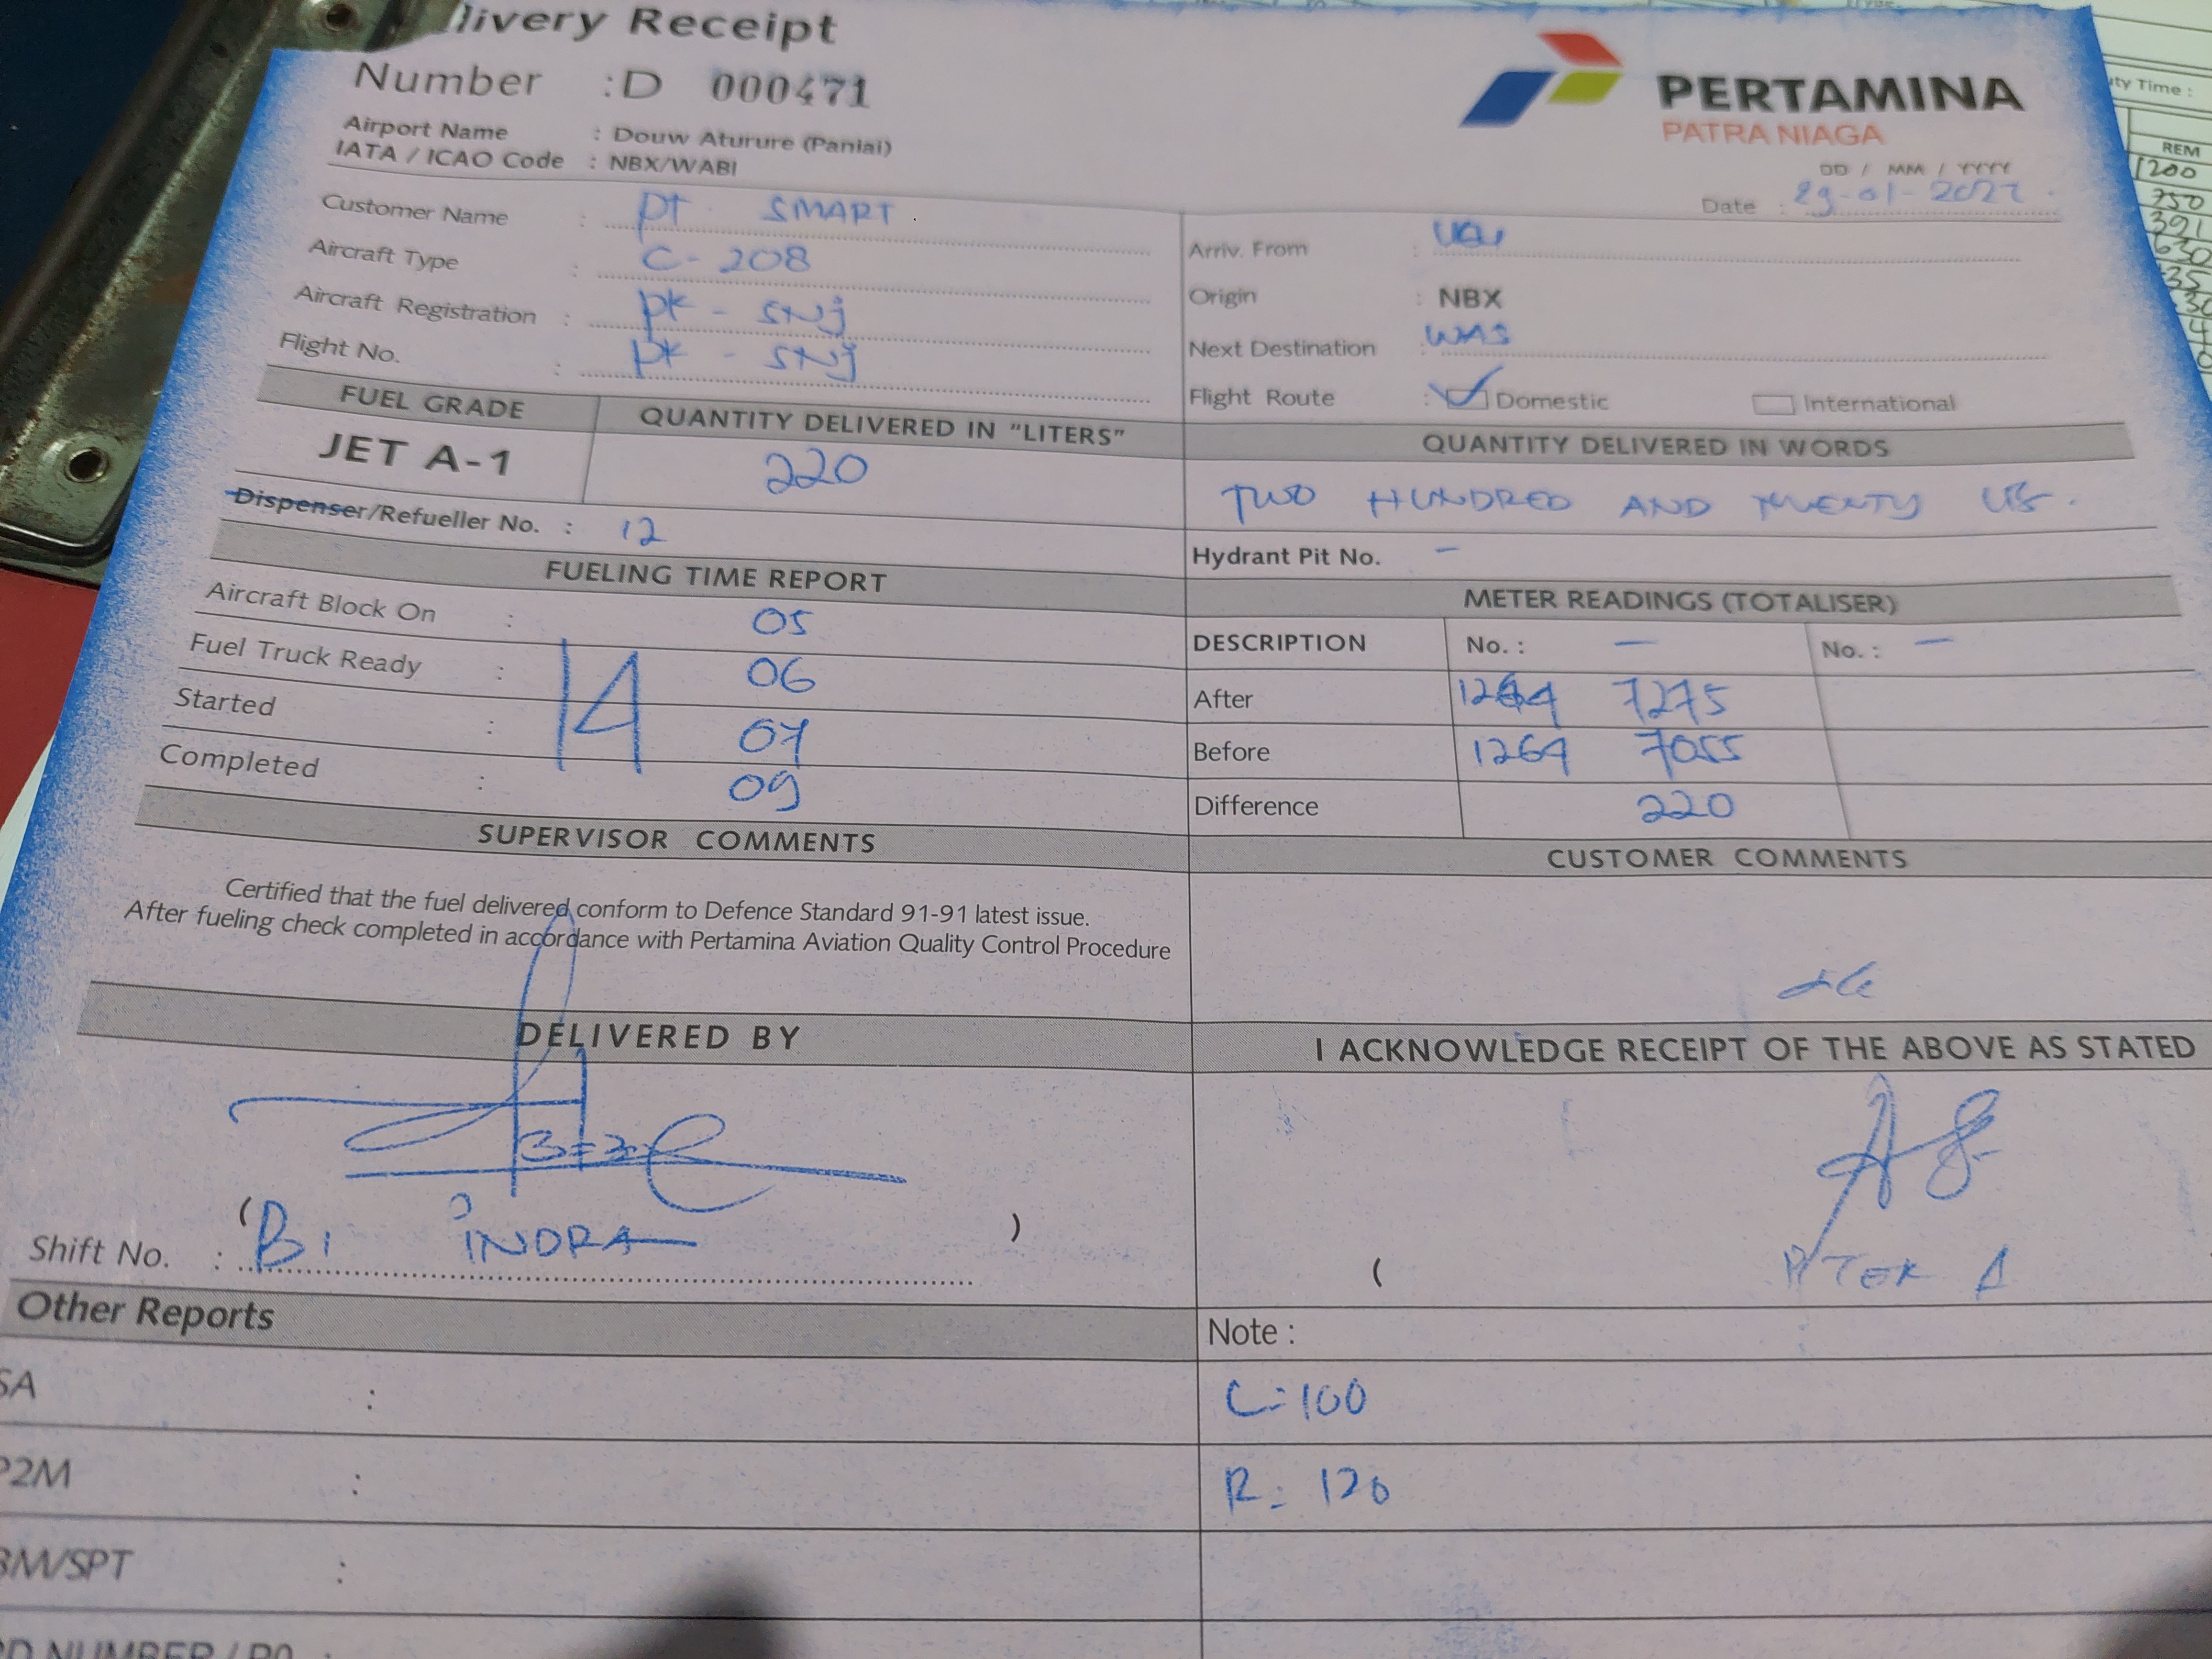 livery Receipt
Number : D 000471
PERTAMINA
PATRA NIAGA
Airport Name : Douw Aturure (Paniai)
IATA / ICAO Code : NBX/WABI
DD / MM / YYYY
Date : 29-01-2022
Customer Name : PT SMART
Aircraft Type : C-208
Aircraft Registration : PK - SNJ
Flight No. : PK - SNJ
Arriv. From :
Origin : NBX
Next Destination WAS
Flight Route : Domestic International
FUEL GRADE
QUANTITY DELIVERED IN "LITERS"
QUANTITY DELIVERED IN WORDS
JET A-1
220
TWO HUNDRED AND TWENTY
Dispenser/Refueller No. : 12
Hydrant Pit No. -
FUELING TIME REPORT
METER READINGS (TOTALISER)
Aircraft Block On : 05
Fuel Truck Ready : 06
Started : 07
Completed : 09
14
DESCRIPTION No. : - No. : -
After 7275
Before 1264 7055
Difference 220
SUPERVISOR COMMENTS
CUSTOMER COMMENTS
Certified that the fuel delivered conform to Defence Standard 91-91 latest issue.
After fueling check completed in accordance with Pertamina Aviation Quality Control Procedure
DELIVERED BY
I ACKNOWLEDGE RECEIPT OF THE ABOVE AS STATED
( )
Shift No. : B1 INDRA
(
Other Reports
Note :
SA :
C=100
P2M :
R= 120
BM/SPT :
NUMBER / PO :
ty Time :
REM
1200
750
391
630